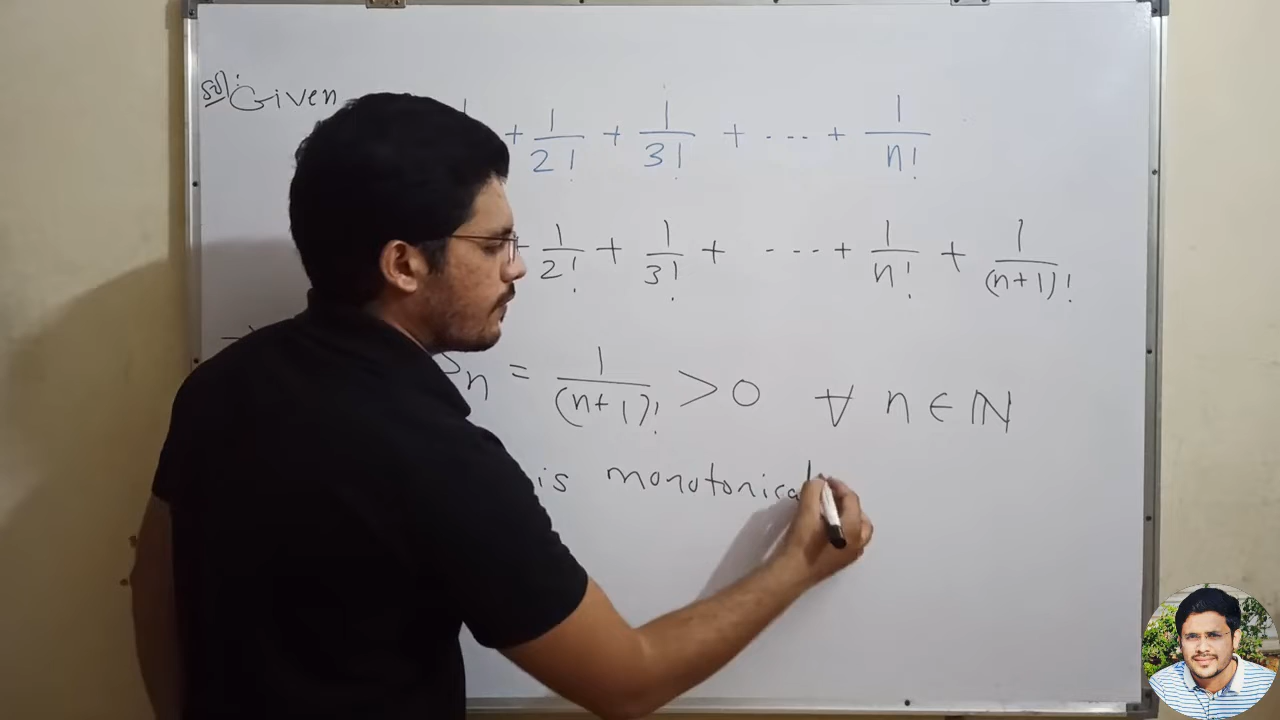 Sol: Given + 1/2! + 1/3! + --- + 1/n!
+ 1/2! + 1/3! + --- + 1/n! + 1/(n+1)!
Sn = 1/(n+1)! > 0 ∀ n ∈ ℕ
is monotonical